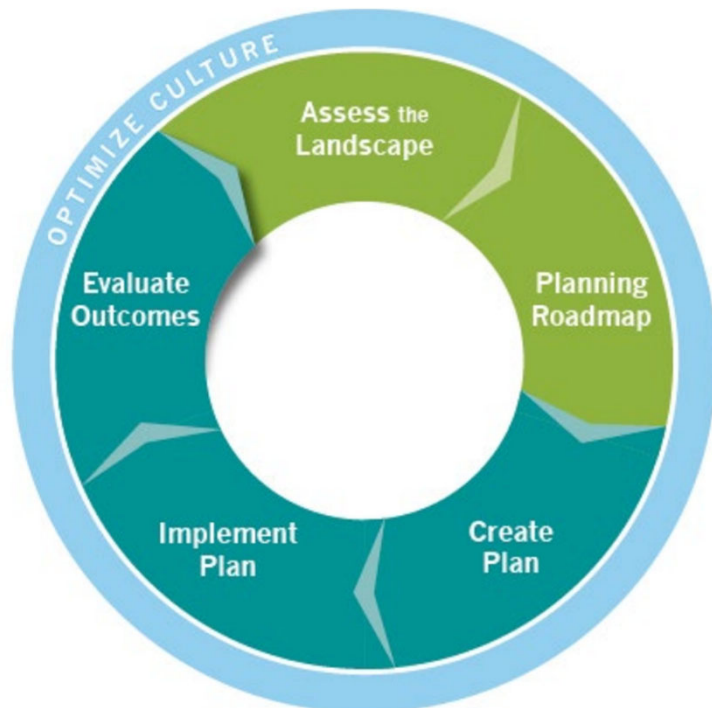 OPTIMIZE CULTURE
Assess the
Landscape
Planning
Roadmap
Create
Plan
Implement
Plan
Evaluate
Outcomes